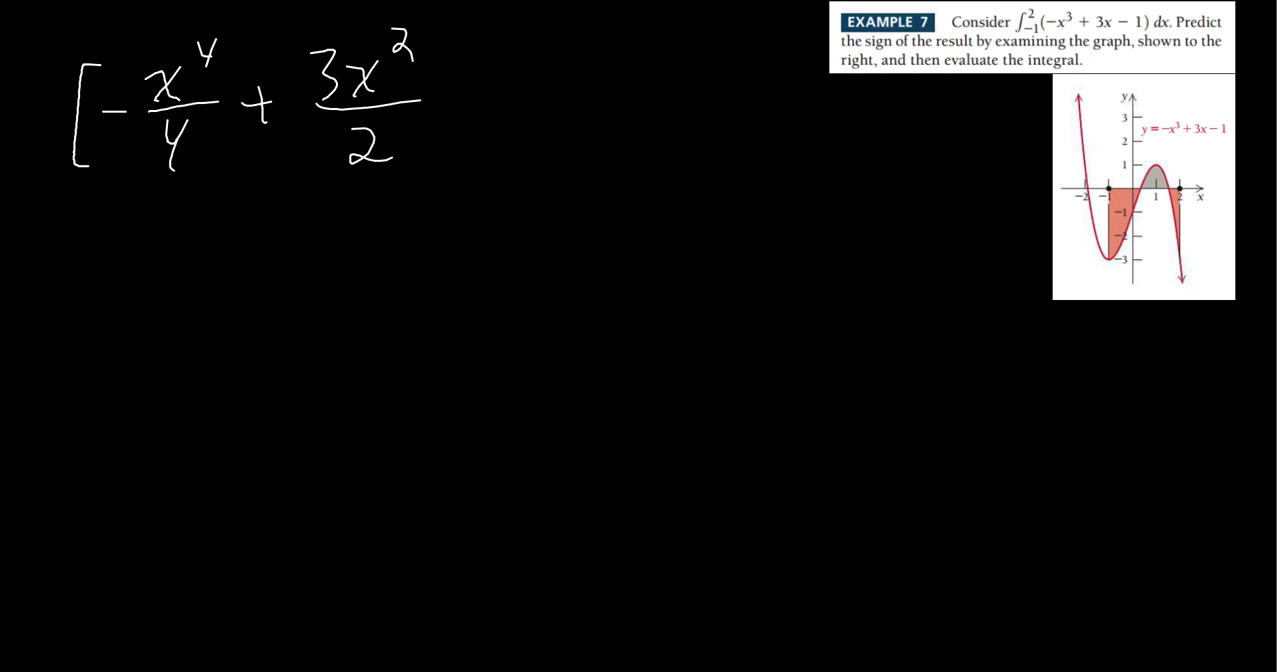 [-x⁴/4 + 3x²/2
EXAMPLE 7 Consider ∫₋₁²(−x³ + 3x − 1) dx. Predict
the sign of the result by examining the graph, shown to the
right, and then evaluate the integral.
y
3
y = −x³ + 3x − 1
2
1
−2 −1 1 2 x
−1
−2
−3